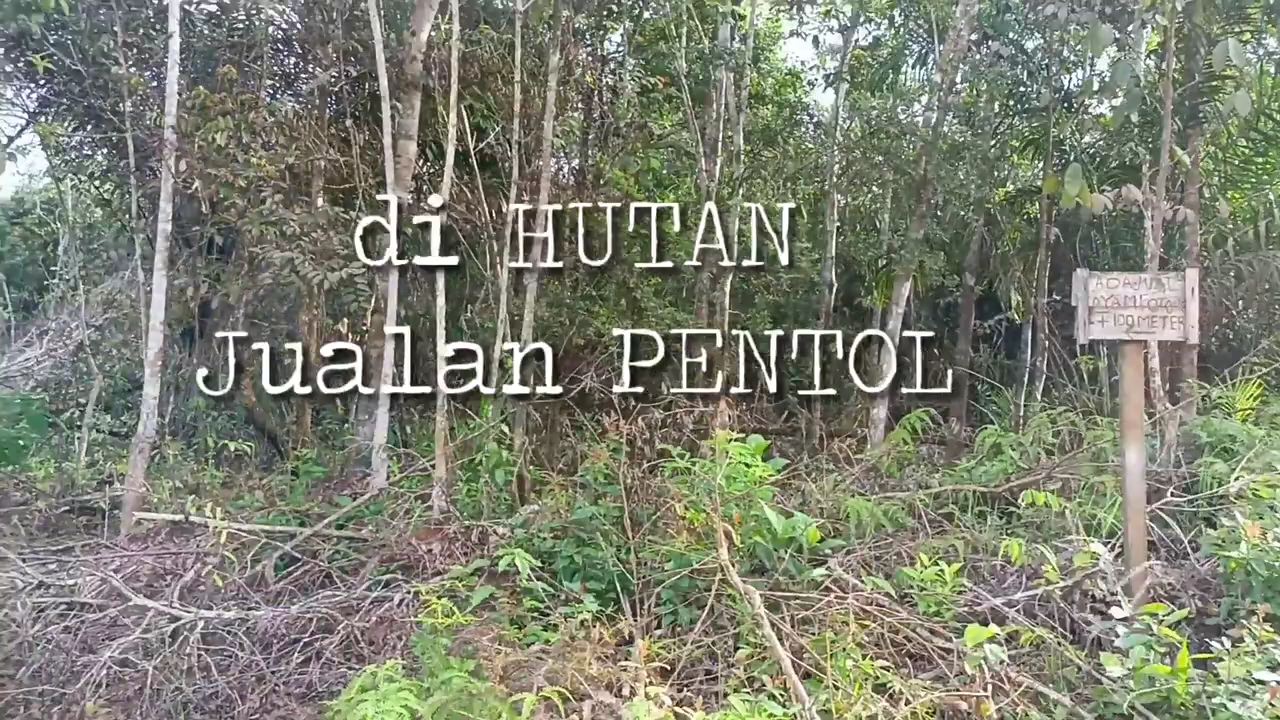 di HUTAN
Jualan PENTOL
ADA JUAL
AYAM
±100 METER